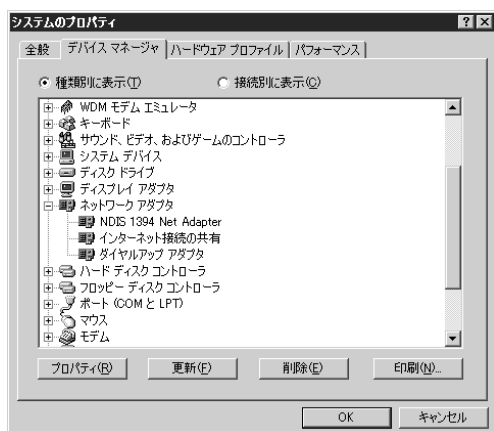 システムのプロパティ
全般 デバイス マネージャ ハードウェア プロファイル パフォーマンス
種類別に表示(T) 接続別に表示(C)
WDM モデム エミュレータ
キーボード
サウンド、ビデオ、およびゲームのコントローラ
システム デバイス
ディスク ドライブ
ディスプレイ アダプタ
ネットワーク アダプタ
NDIS 1394 Net Adapter
インターネット接続の共有
ダイヤルアップ アダプタ
ハード ディスク コントローラ
フロッピー ディスク コントローラ
ポート (COM と LPT)
マウス
モデム
プロパティ(R) 更新(F) 削除(E) 印刷(N)...
OK キャンセル